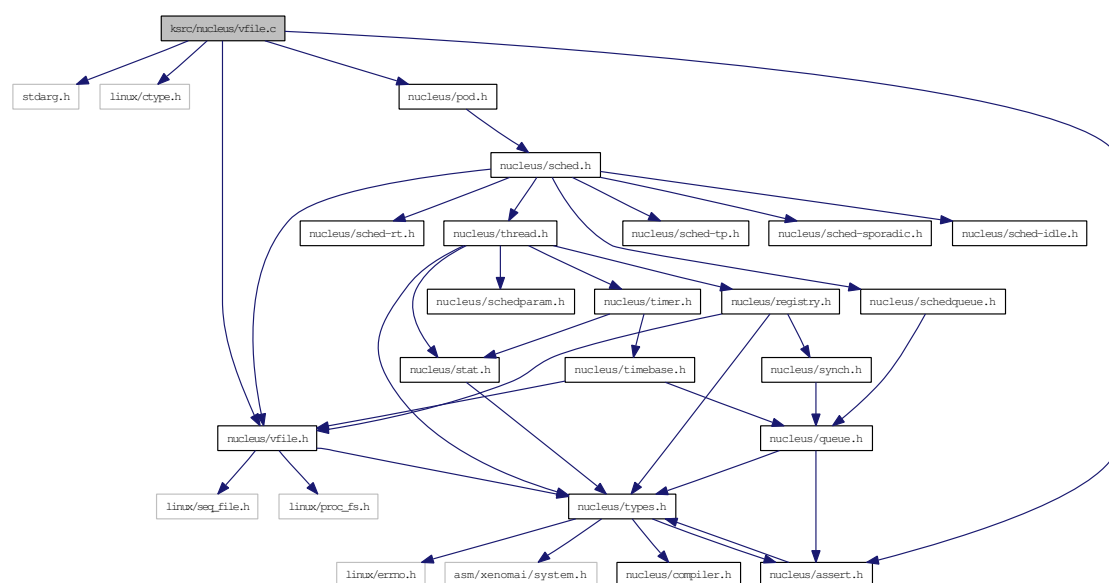 ksrc/nucleus/vfile.c
stdarg.h
linux/ctype.h
nucleus/pod.h
nucleus/sched.h
nucleus/sched-rt.h
nucleus/thread.h
nucleus/sched-tp.h
nucleus/sched-sporadic.h
nucleus/sched-idle.h
nucleus/schedparam.h
nucleus/timer.h
nucleus/registry.h
nucleus/schedqueue.h
nucleus/stat.h
nucleus/timebase.h
nucleus/synch.h
nucleus/vfile.h
nucleus/queue.h
linux/seq_file.h
linux/proc_fs.h
nucleus/types.h
linux/errno.h
asm/xenomai/system.h
nucleus/compiler.h
nucleus/assert.h